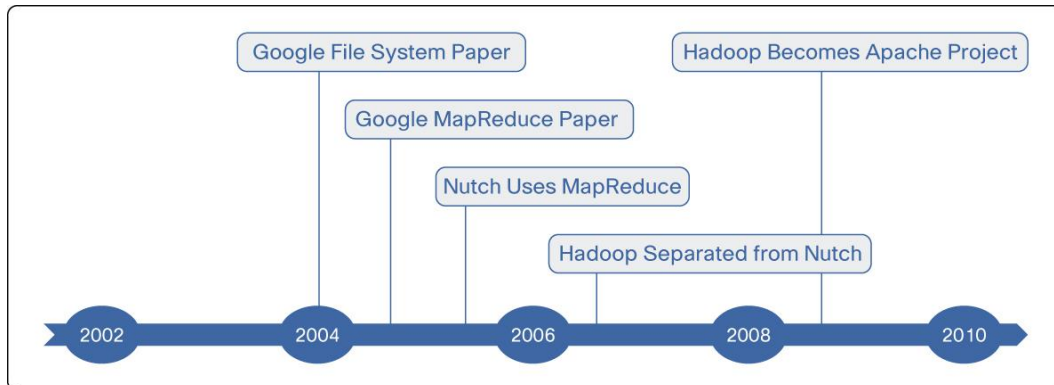 Google File System Paper
Hadoop Becomes Apache Project
Google MapReduce Paper
Nutch Uses MapReduce
Hadoop Separated from Nutch
2002
2004
2006
2008
2010